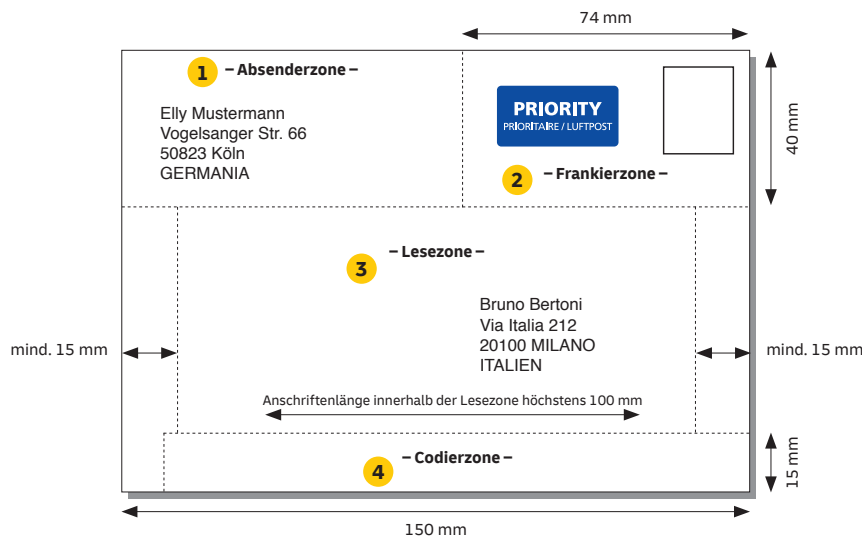 74 mm
1 – Absenderzone –
Elly Mustermann
Vogelsanger Str. 66
50823 Köln
GERMANIA
PRIORITY
PRIORITAIRE / LUFTPOST
40 mm
2 – Frankierzone –
3 – Lesezone –
Bruno Bertoni
Via Italia 212
20100 MILANO
ITALIEN
mind. 15 mm
mind. 15 mm
Anschriftenlänge innerhalb der Lesezone höchstens 100 mm
4 – Codierzone –
15 mm
150 mm